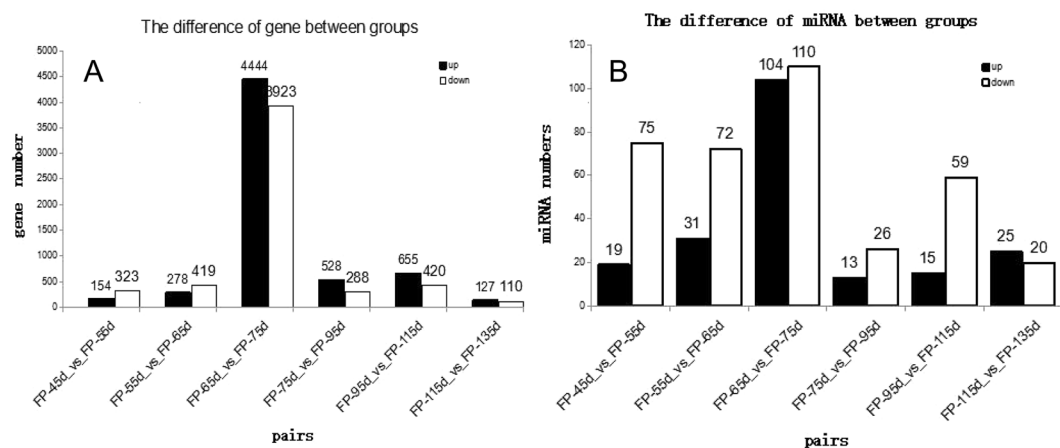 The difference of gene between groups
A
up
down
gene number
5000
4500
4000
3500
3000
2500
2000
1500
1000
500
0
154
323
278
419
4444
3923
528
288
655
420
127
110
FP-45d_vs_FP-56d
FP-55d_vs_FP-65d
FP-65d_vs_FP-75d
FP-75d_vs_FP-95d
FP-95d_vs_FP-115d
FP-115d_vs_FP-135d
pairs
The difference of miRNA between groups
B
up
down
miRNA numbers
120
100
80
60
40
20
0
19
75
31
72
104
110
13
26
15
59
25
20
FP-45d_vs_FP-55d
FP-55d_vs_FP-65d
FP-65d_vs_FP-75d
FP-75d_vs_FP-95d
FP-95d_vs_FP-115d
FP-115d_vs_FP-135d
pairs